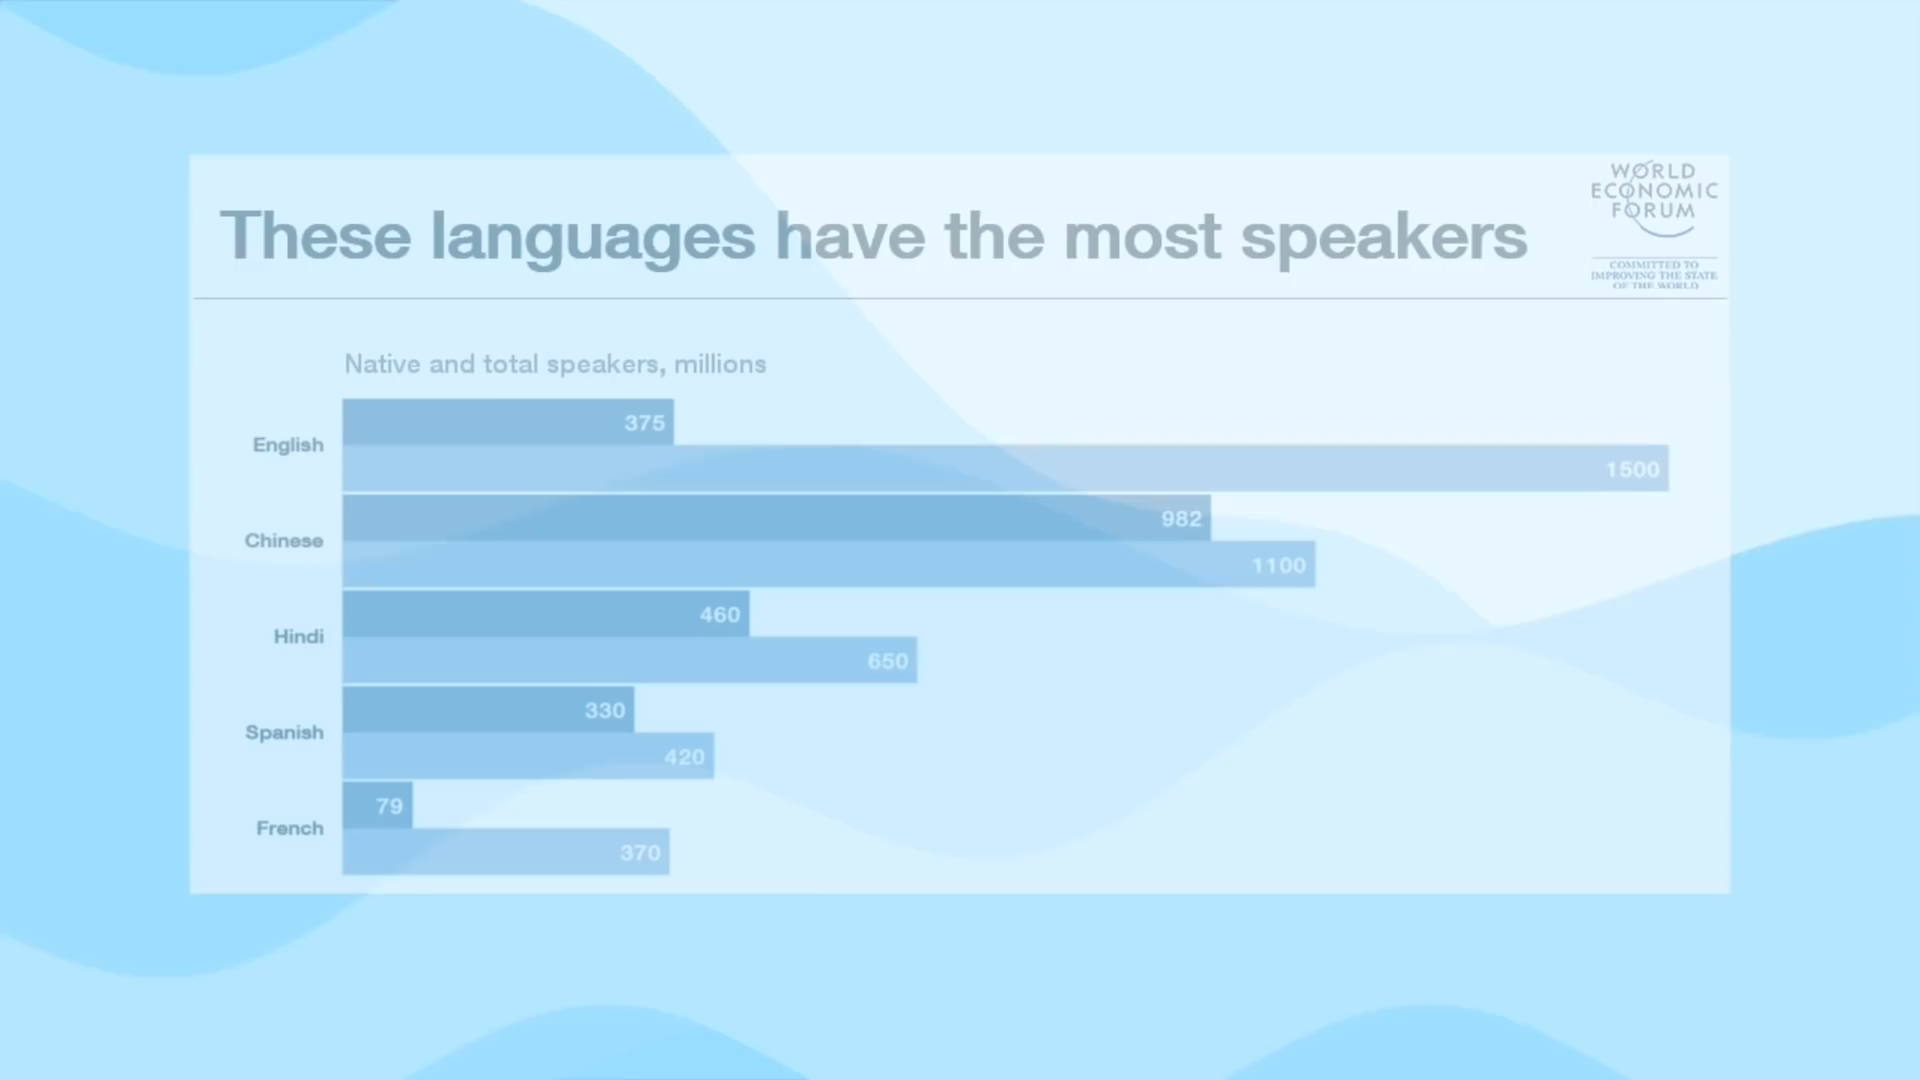 These languages have the most speakers
WORLD
ECONOMIC
FORUM
COMMITTED TO
IMPROVING THE STATE
OF THE WORLD
Native and total speakers, millions
English
375
1500
Chinese
982
1100
Hindi
460
650
Spanish
330
420
French
79
370